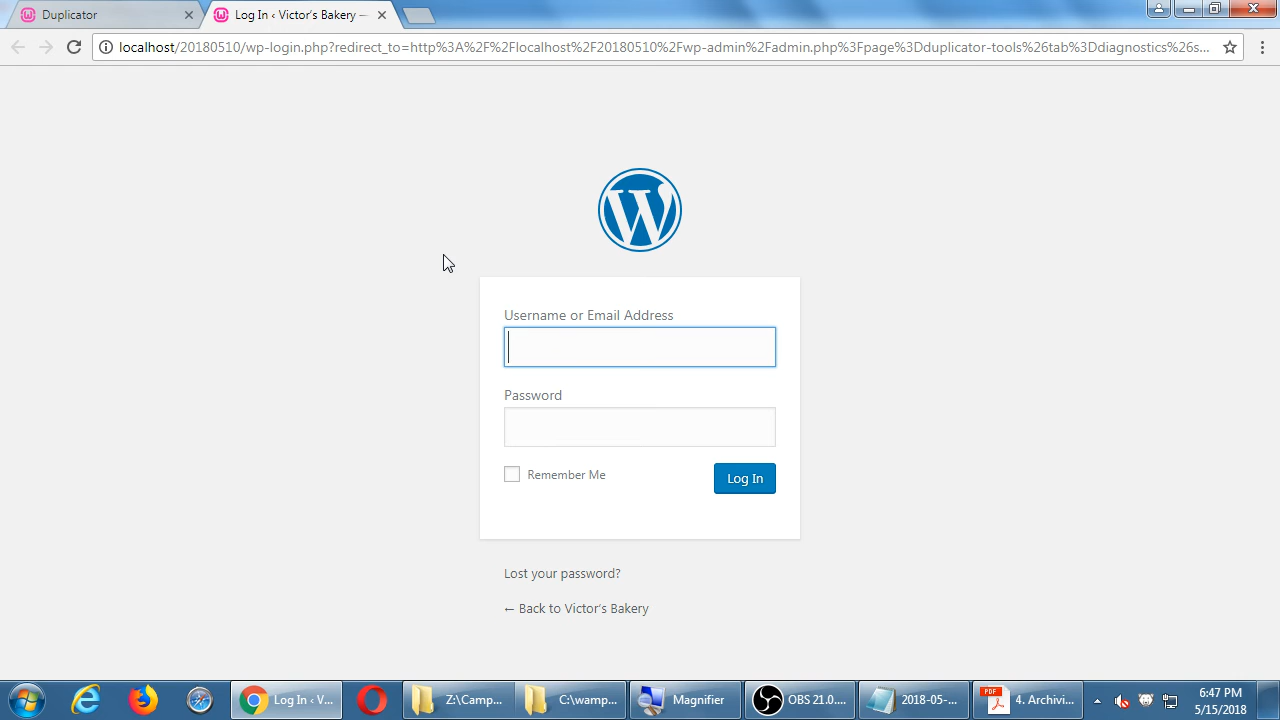 Duplicator
Log In ‹ Victor's Bakery —
localhost/20180510/wp-login.php?redirect_to=http%3A%2F%2Flocalhost%2F20180510%2Fwp-admin%2Fadmin.php%3Fpage%3Dduplicator-tools%26tab%3Ddiagnostics%26s...
Username or Email Address
Password
Remember Me
Log In
Lost your password?
← Back to Victor's Bakery
Log In ‹ V...
Z:\Camp...
C:\wamp...
Magnifier
OBS 21.0....
2018-05-...
PDF
4. Archivi...
6:47 PM
5/15/2018